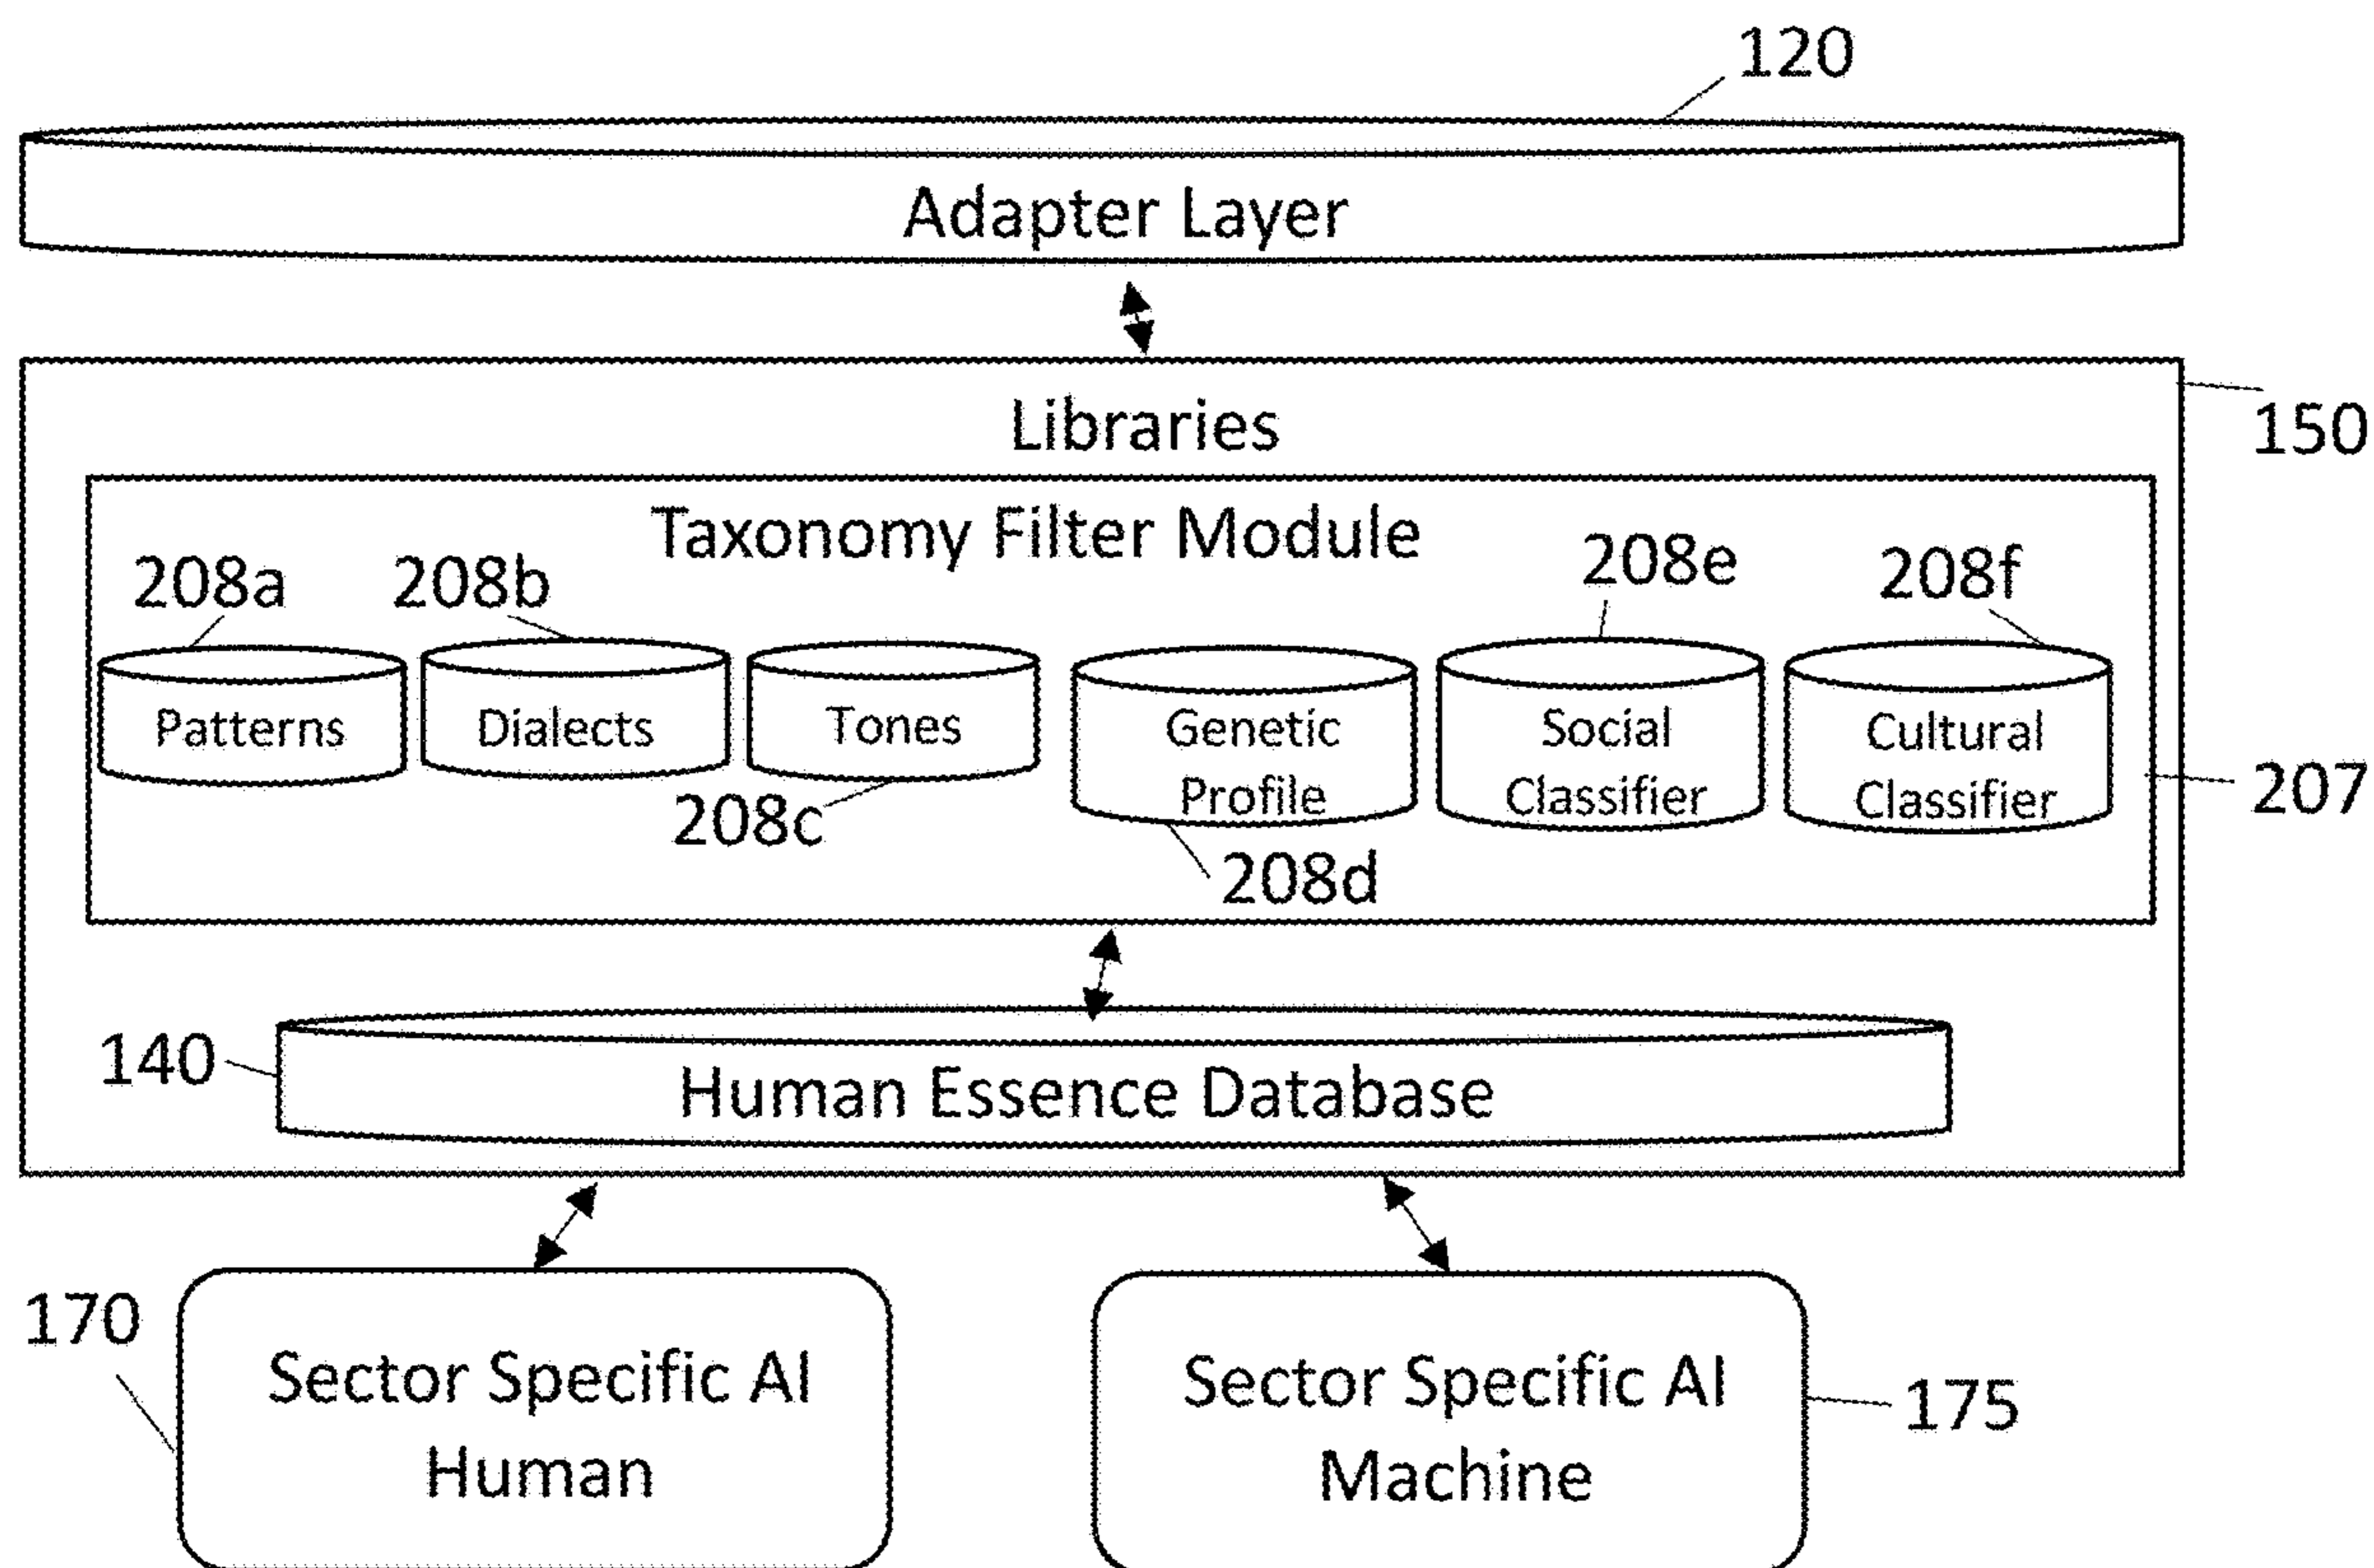 120
Adapter Layer
Libraries
150
Taxonomy Filter Module
208a
208b
208e
208f
Patterns
Dialects
Tones
Genetic
Profile
Social
Classifier
Cultural
Classifier
207
208c
208d
140
Human Essence Database
170
Sector Specific AI
Human
Sector Specific AI
Machine
175